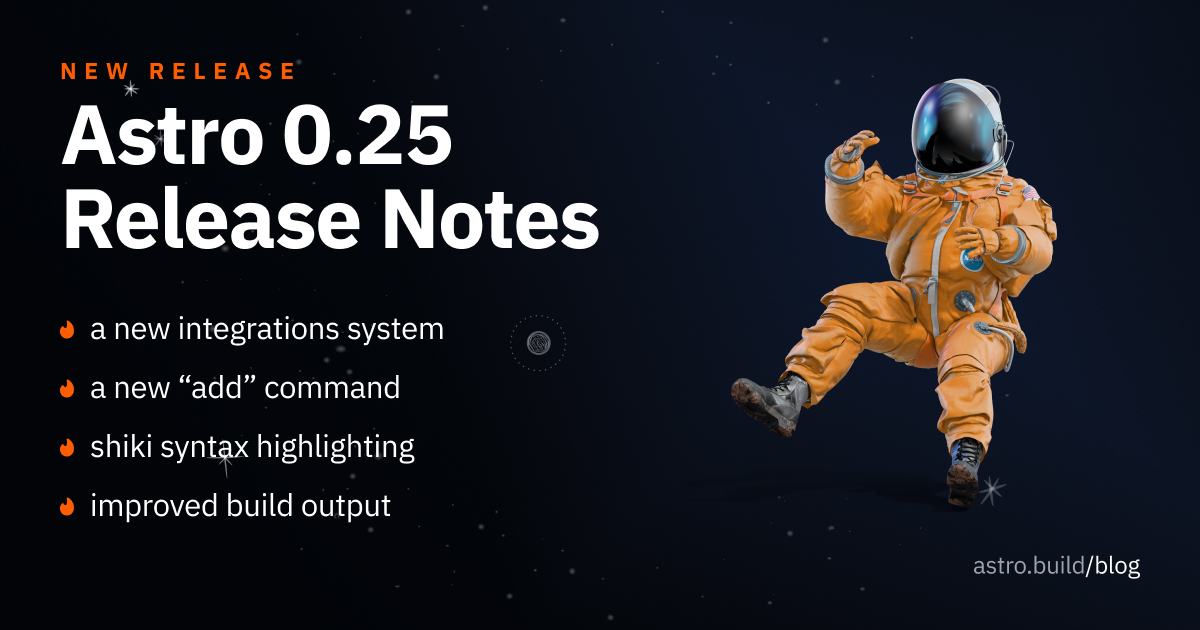 NEW RELEASE
Astro 0.25
Release Notes
a new integrations system
a new “add” command
shiki syntax highlighting
improved build output
astro.build/blog